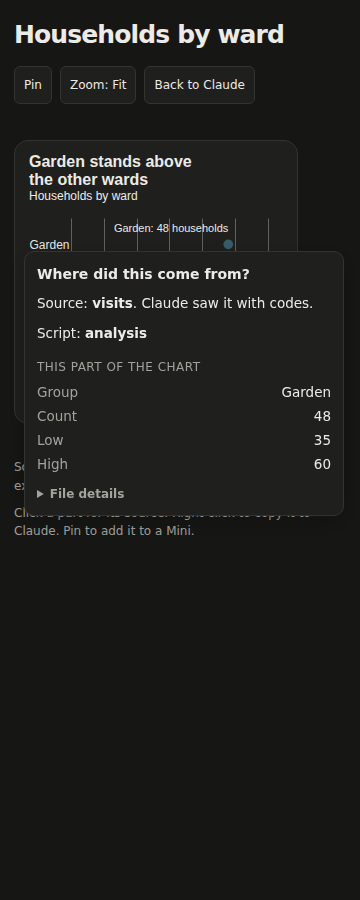 Households by ward
Pin
Zoom: Fit
Back to Claude
Garden stands above
the other wards
Households by ward
Garden: 48 households
Garden
Where did this come from?
Source: visits. Claude saw it with codes.
Script: analysis
THIS PART OF THE CHART
Group Garden
Count 48
Low 35
High 60
File details
Claude. Pin to add it to a Mini.